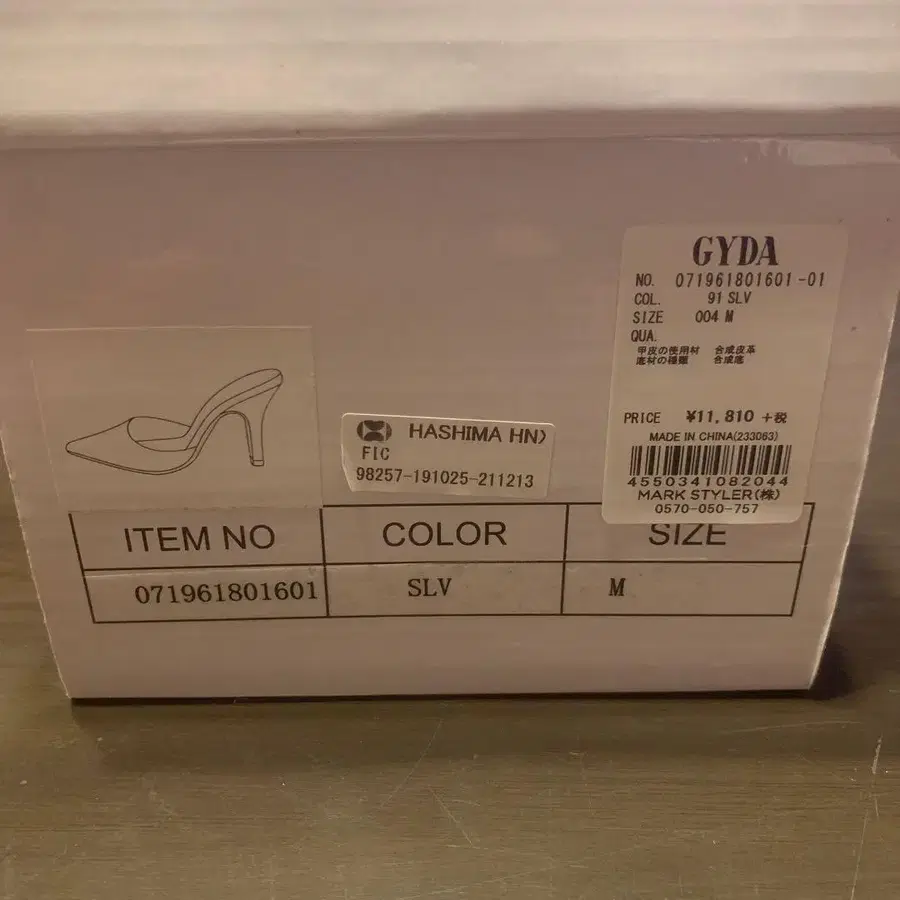 GYDA
NO. 071961801601-01
COL. 91 SLV
SIZE 004 M
QUA.
甲皮の使用材 合成皮革
底材の種類 合成底
PRICE ¥11,810 +税
MADE IN CHINA(233063)
4550341082044
MARK STYLER(株)
0570-050-757
HASHIMA HN)
FIC
98257-191025-211213
ITEM NO COLOR SIZE
071961801601 SLV M